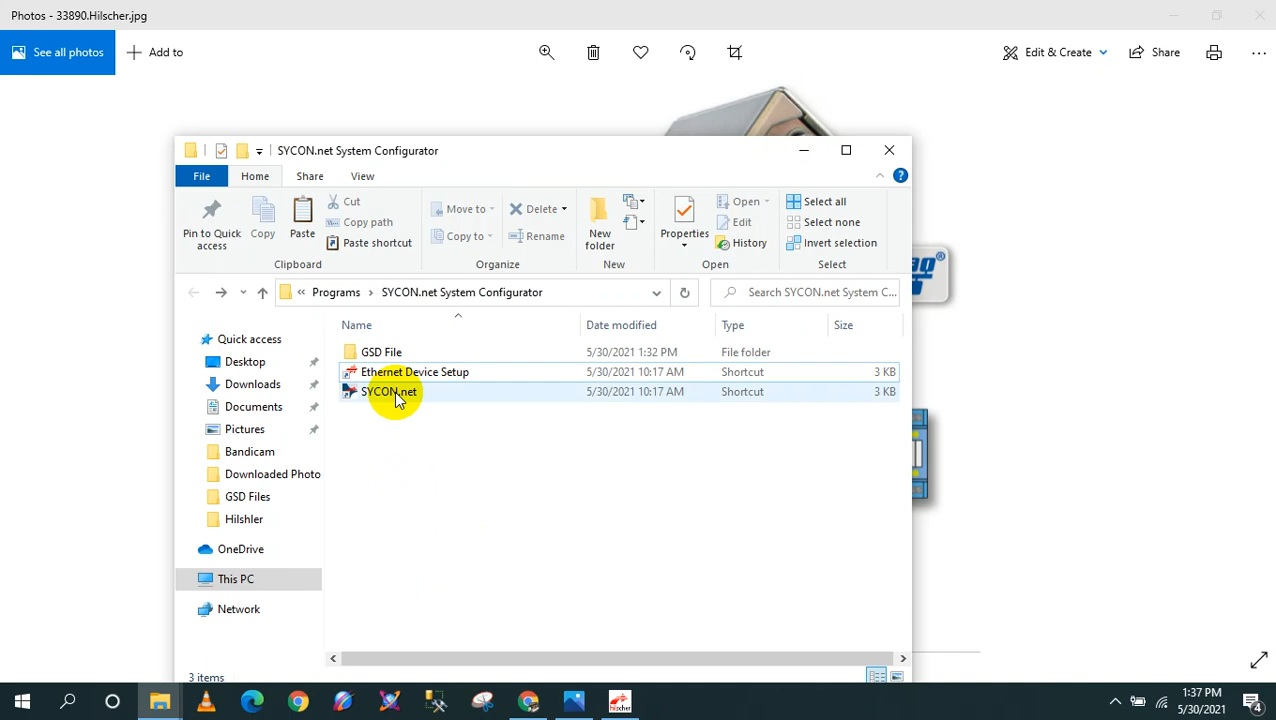 Photos - 33890.Hilscher.jpg
See all photos
Add to
Edit & Create
Share
SYCON.net System Configurator
File
Home
Share
View
Pin to Quick access
Copy
Paste
Cut
Copy path
Paste shortcut
Clipboard
Move to
Copy to
Delete
Rename
Organize
New folder
New
Properties
Open
Edit
History
Open
Select all
Select none
Invert selection
Select
Programs
SYCON.net System Configurator
Search SYCON.net System C...
Name
Date modified
Type
Size
GSD File
5/30/2021 1:32 PM
File folder
Ethernet Device Setup
5/30/2021 10:17 AM
Shortcut
3 KB
SYCON.net
5/30/2021 10:17 AM
Shortcut
3 KB
Quick access
Desktop
Downloads
Documents
Pictures
Bandicam
Downloaded Photo
GSD Files
Hilshler
OneDrive
This PC
Network
3 items
hilscher
1:37 PM
5/30/2021
4